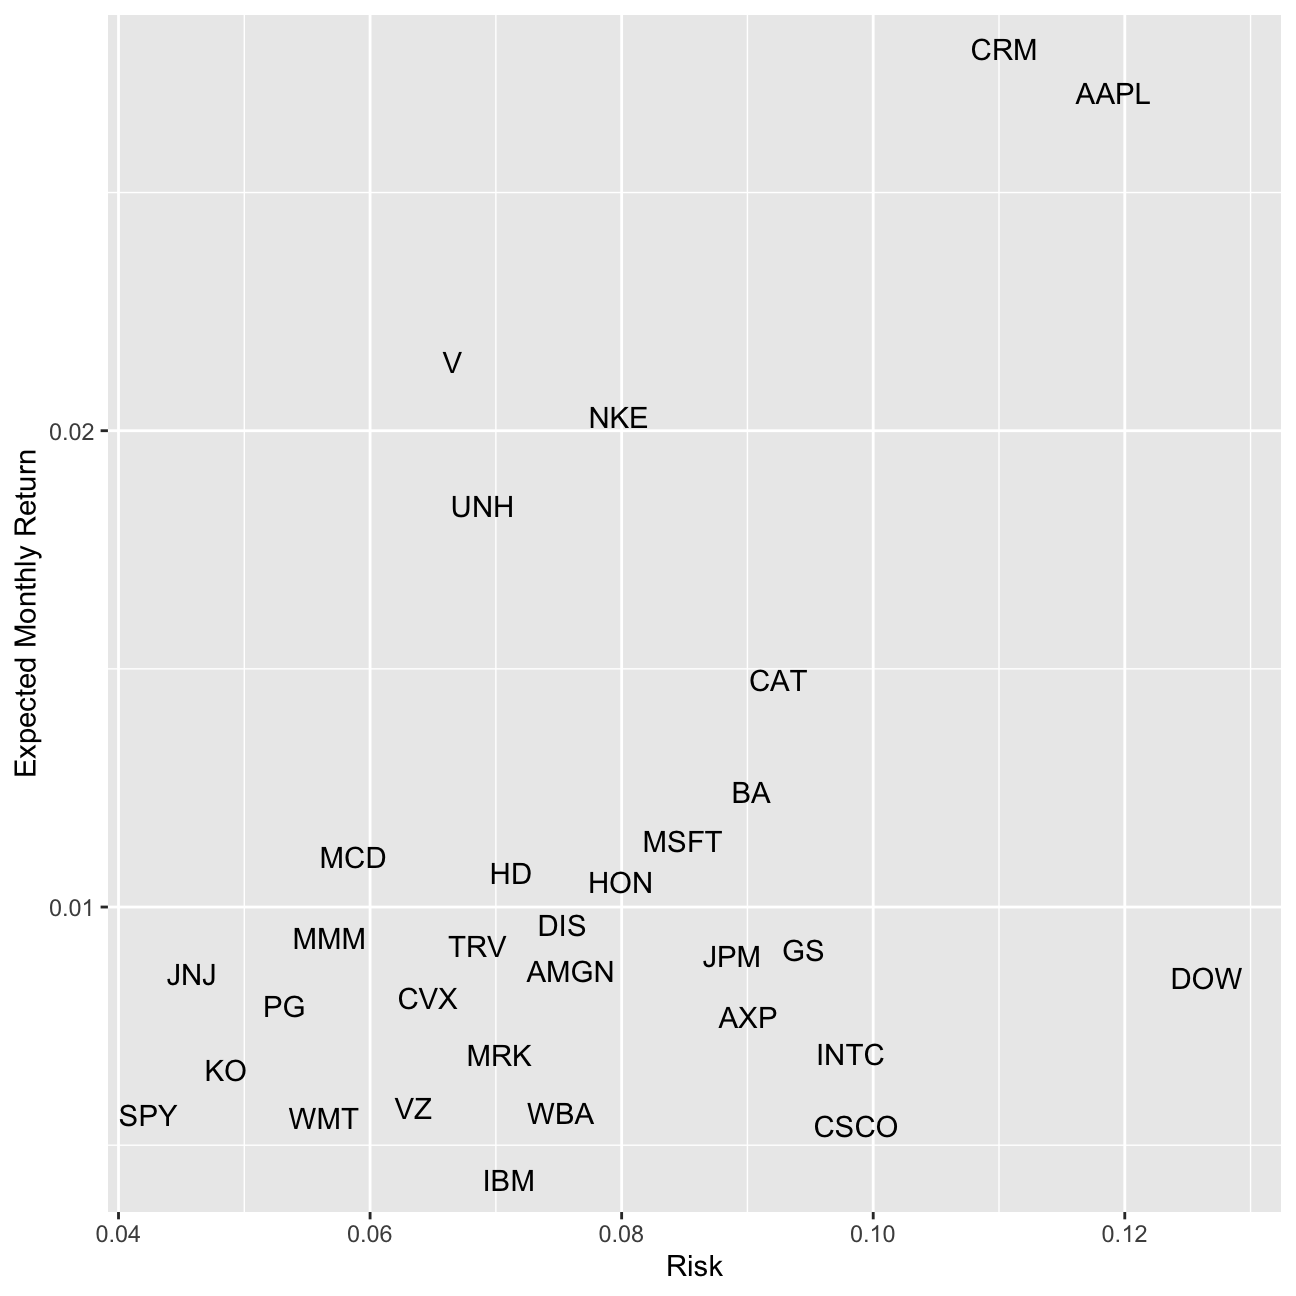 CRM
AAPL
V
NKE
0.02
UNH
Expected Monthly Return
CAT
BA
MSFT
MCD
HD
HON
0.01
DIS
MMM
TRV
GS
JPM
AMGN
JNJ
DOW
CVX
PG
AXP
INTC
MRK
KO
VZ
WBA
SPY
WMT
CSCO
IBM
0.04 0.06 0.08 0.10 0.12
Risk